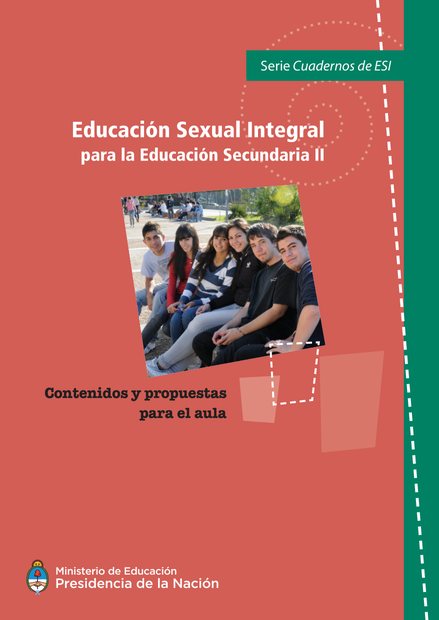 Serie Cuadernos de ESI
Educación Sexual Integral
para la Educación Secundaria II
Contenidos y propuestas
para el aula
Ministerio de Educación
Presidencia de la Nación